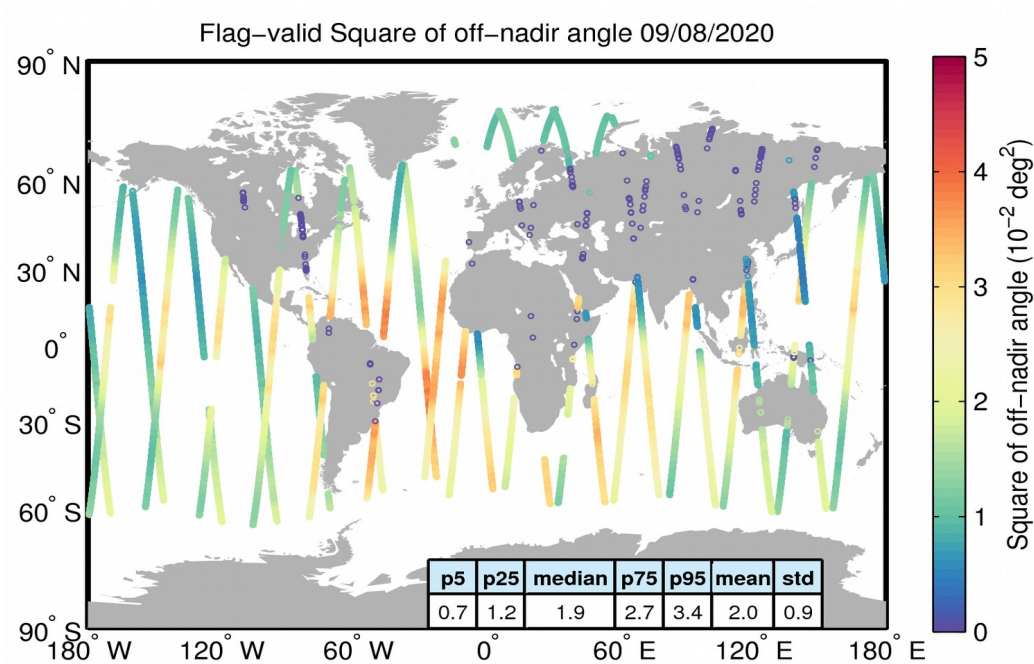 Flag−valid Square of off−nadir angle 09/08/2020
90° N
60° N
30° N
0°
30° S
60° S
90° S
180° W 120° W 60° W 0° 60° E 120° E 180° E
p5 p25 median p75 p95 mean std
0.7 1.2 1.9 2.7 3.4 2.0 0.9
5
4
3
2
1
0
Square of off−nadir angle (10⁻² deg²)